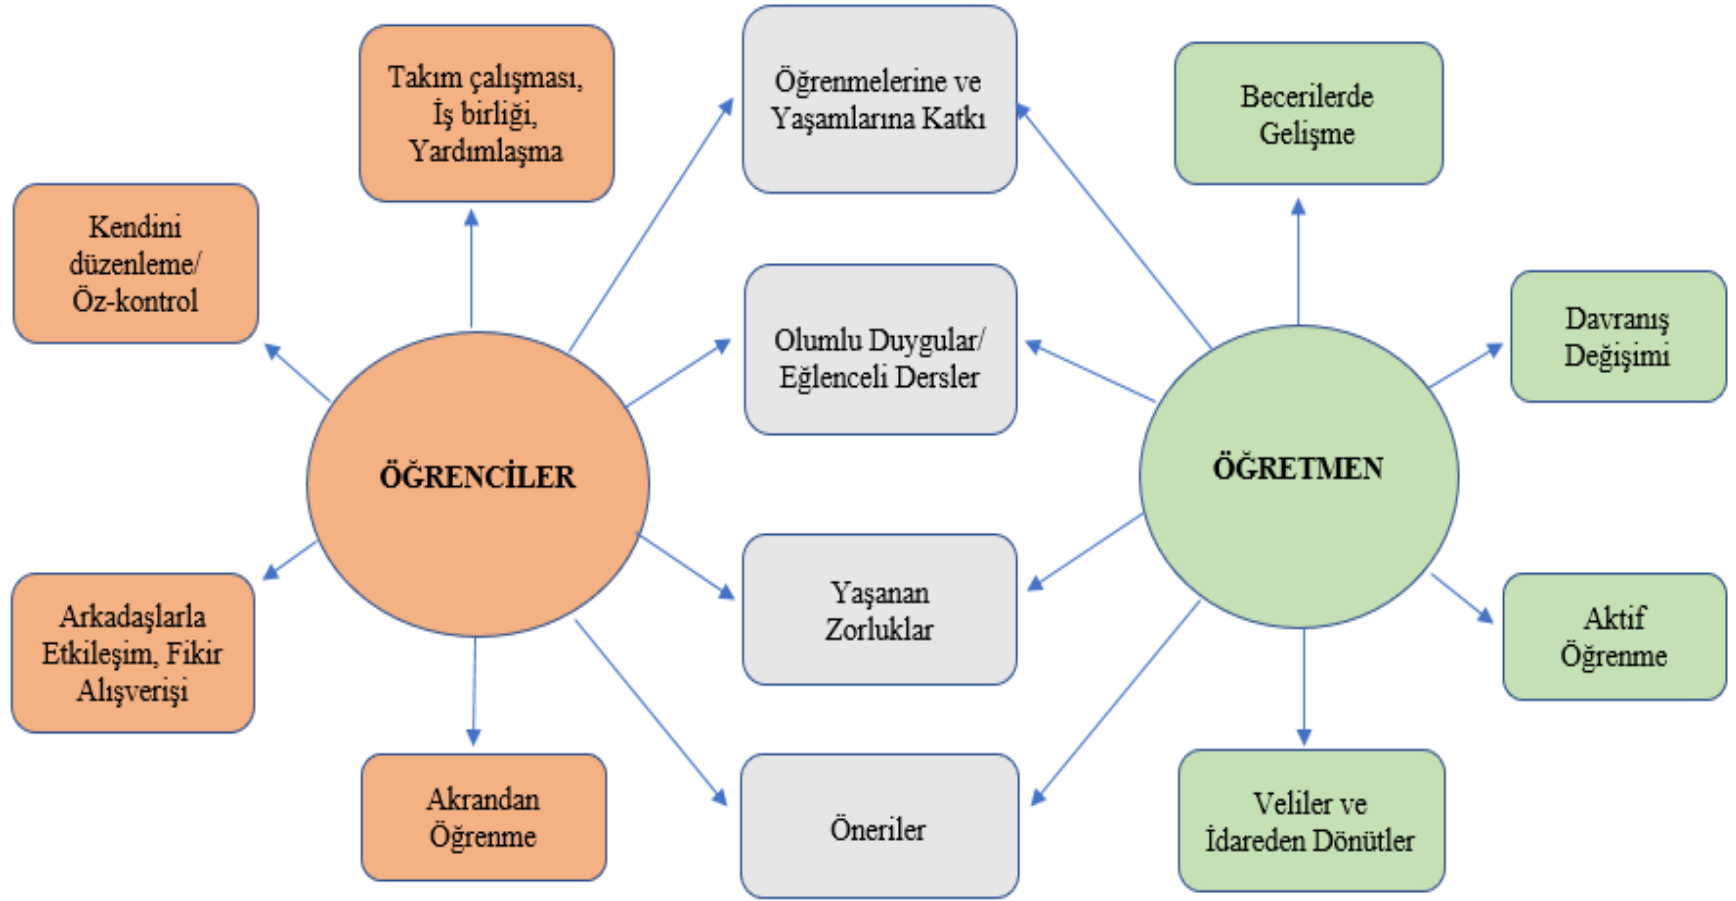 Takım çalışması,
İş birliği,
Yardımlaşma
Öğrenmelerine ve
Yaşamlarına Katkı
Becerilerde
Gelişme
Kendini
düzenleme/
Öz-kontrol
Olumlu Duygular/
Eğlenceli Dersler
Davranış
Değişimi
ÖĞRENCİLER
ÖĞRETMEN
Arkadaşlarla
Etkileşim, Fikir
Alışverişi
Yaşanan
Zorluklar
Aktif
Öğrenme
Akrandan
Öğrenme
Öneriler
Veliler ve
İdareden Dönütler